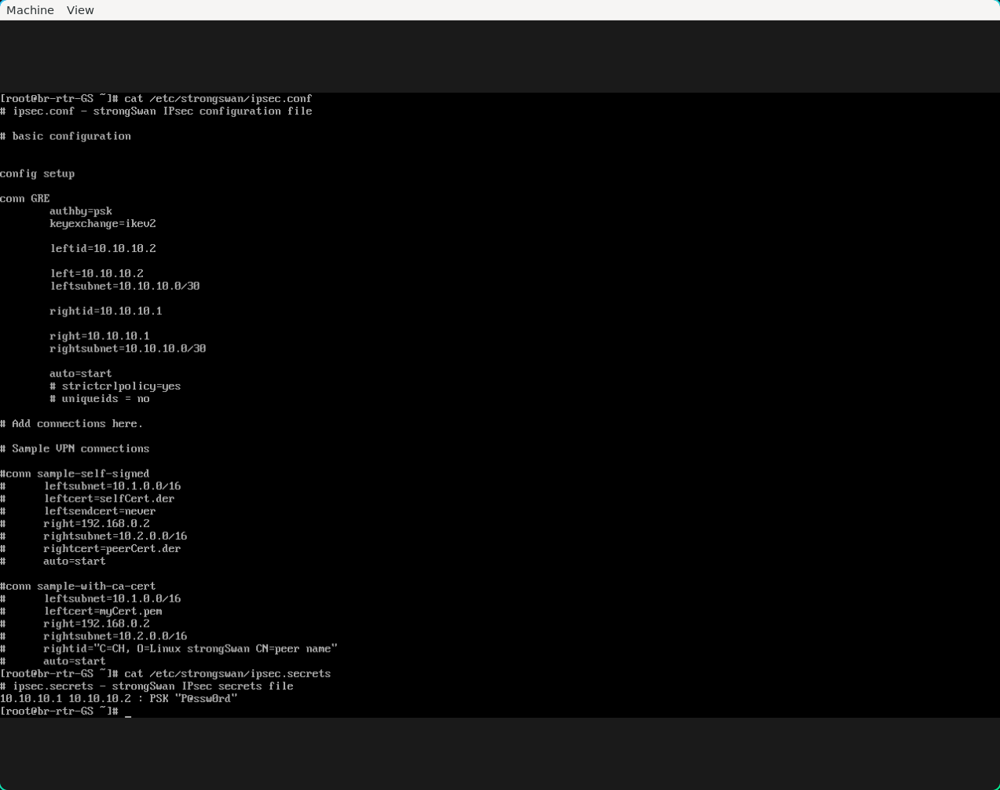 Machine View
[root@br-rtr-GS ~]# cat /etc/strongswan/ipsec.conf
# ipsec.conf - strongSwan IPsec configuration file
# basic configuration
config setup
conn GRE
authby=psk
keyexchange=ikev2
leftid=10.10.10.2
left=10.10.10.2
leftsubnet=10.10.10.0/30
rightid=10.10.10.1
right=10.10.10.1
rightsubnet=10.10.10.0/30
auto=start
# strictcrlpolicy=yes
# uniqueids = no
# Add connections here.
# Sample VPN connections
#conn sample-self-signed
#      leftsubnet=10.1.0.0/16
#      leftcert=selfCert.der
#      leftsendcert=never
#      right=192.168.0.2
#      rightsubnet=10.2.0.0/16
#      rightcert=peerCert.der
#      auto=start
#conn sample-with-ca-cert
#      leftsubnet=10.1.0.0/16
#      leftcert=myCert.pem
#      right=192.168.0.2
#      rightsubnet=10.2.0.0/16
#      rightid="C=CH, O=Linux strongSwan CN=peer name"
#      auto=start
[root@br-rtr-GS ~]# cat /etc/strongswan/ipsec.secrets
# ipsec.secrets - strongSwan IPsec secrets file
10.10.10.1 10.10.10.2 : PSK "P@ssw0rd"
[root@br-rtr-GS ~]# _